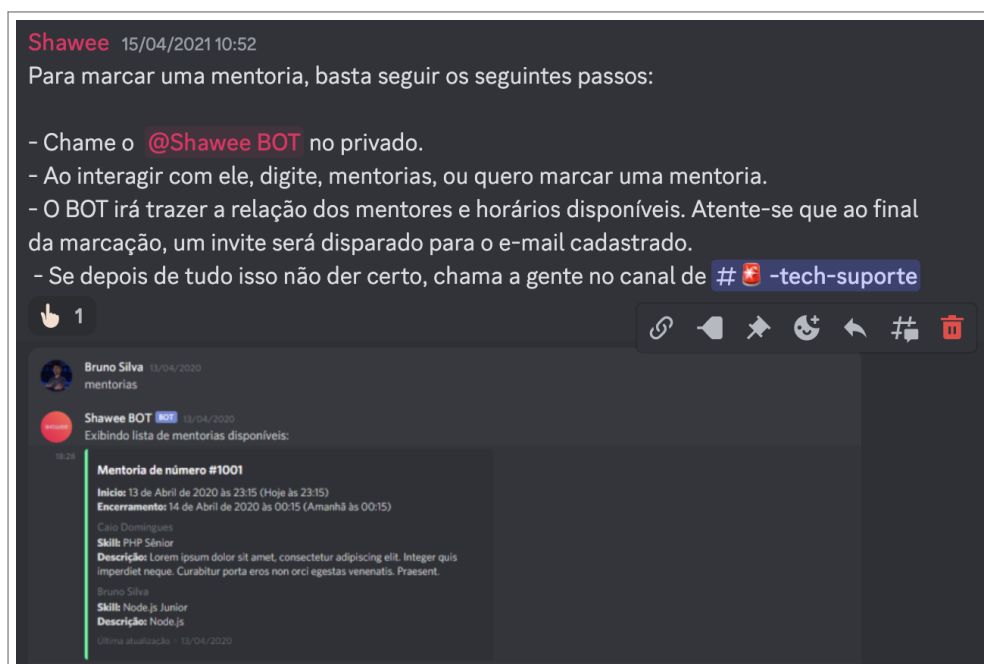 Shawee 15/04/2021 10:52
Para marcar uma mentoria, basta seguir os seguintes passos:
- Chame o @Shawee BOT no privado.
- Ao interagir com ele, digite, mentorias, ou quero marcar uma mentoria.
- O BOT irá trazer a relação dos mentores e horários disponíveis. Atente-se que ao final
da marcação, um invite será disparado para o e-mail cadastrado.
- Se depois de tudo isso não der certo, chama a gente no canal de #🚨-tech-suporte
👆🏻 1
Bruno Silva 13/04/2020
mentorias
Shawee BOT BOT 13/04/2020
Exibindo lista de mentorias disponíveis:
18:28
Mentoria de número #1001
Inicio: 13 de Abril de 2020 às 23:15 (Hoje às 23:15)
Encerramento: 14 de Abril de 2020 às 00:15 (Amanhã às 00:15)
Caio Domingues
Skill: PHP Sênior
Descrição: Lorem ipsum dolor sit amet, consectetur adipiscing elit. Integer quis
imperdiet neque. Curabitur porta eros non orci egestas venenatis. Praesent.
Bruno Silva
Skill: Node.js Junior
Descrição: Node.js
Última atualização • 13/04/2020